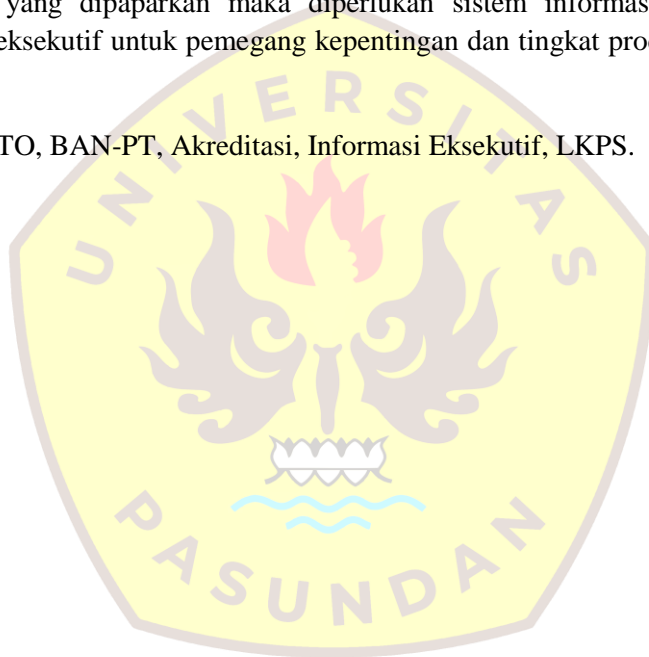 yang dipaparkan maka diperlukan sistem informas
eksekutif untuk pemegang kepentingan dan tingkat pro
TO, BAN-PT, Akreditasi, Informasi Eksekutif, LKPS.
UNIVERSITAS
PASUNDAN